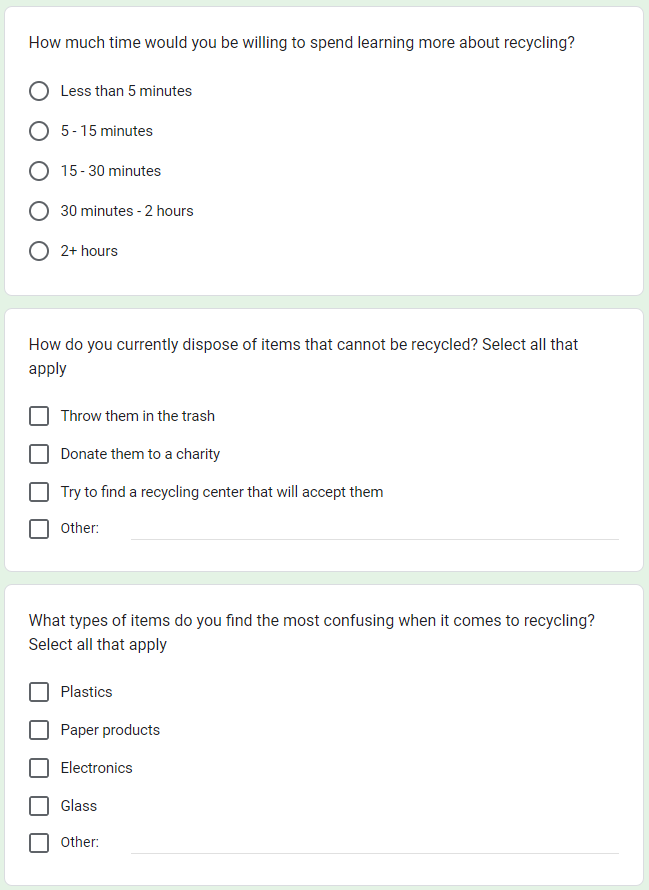 How much time would you be willing to spend learning more about recycling?
Less than 5 minutes
5 - 15 minutes
15 - 30 minutes
30 minutes - 2 hours
2+ hours
How do you currently dispose of items that cannot be recycled? Select all that
apply
Throw them in the trash
Donate them to a charity
Try to find a recycling center that will accept them
Other:
What types of items do you find the most confusing when it comes to recycling?
Select all that apply
Plastics
Paper products
Electronics
Glass
Other: